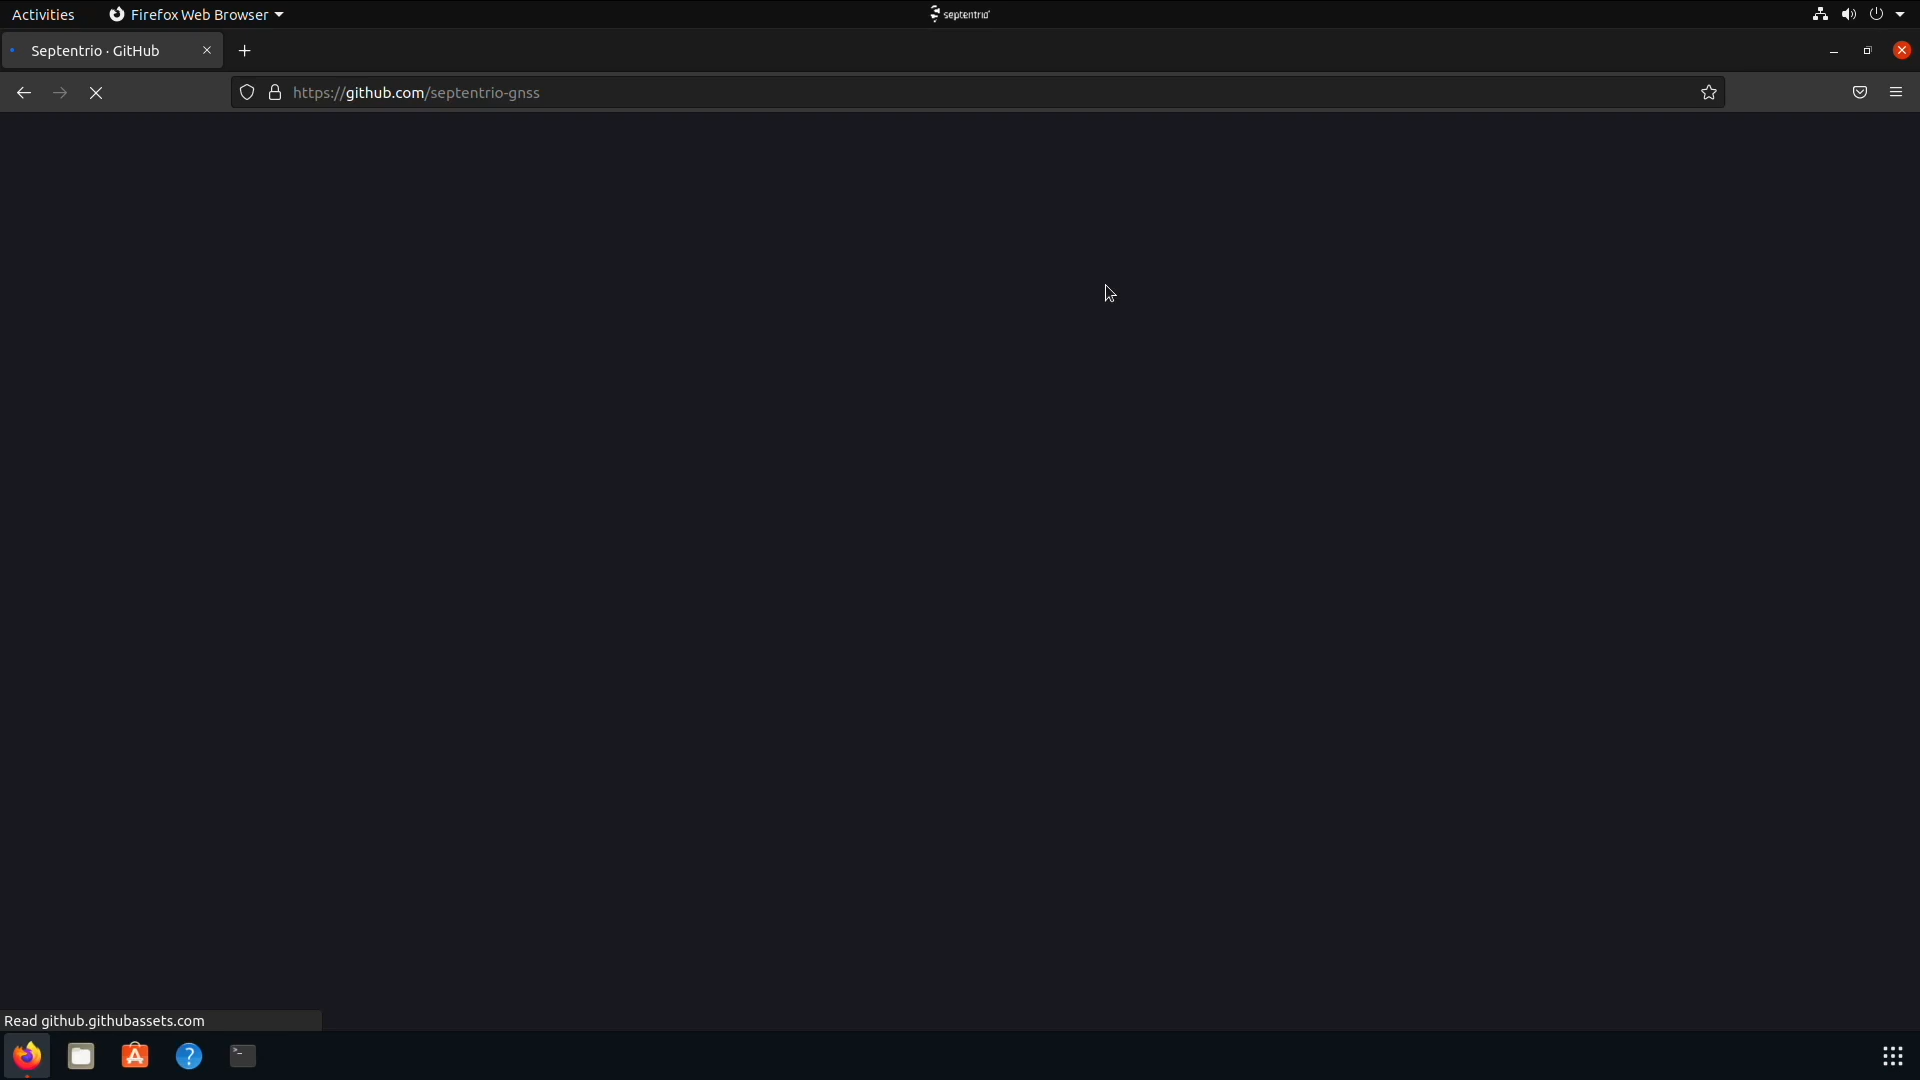 Activities
Firefox Web Browser
septentrio
Septentrio · GitHub
https://github.com/septentrio-gnss
Read github.githubassets.com